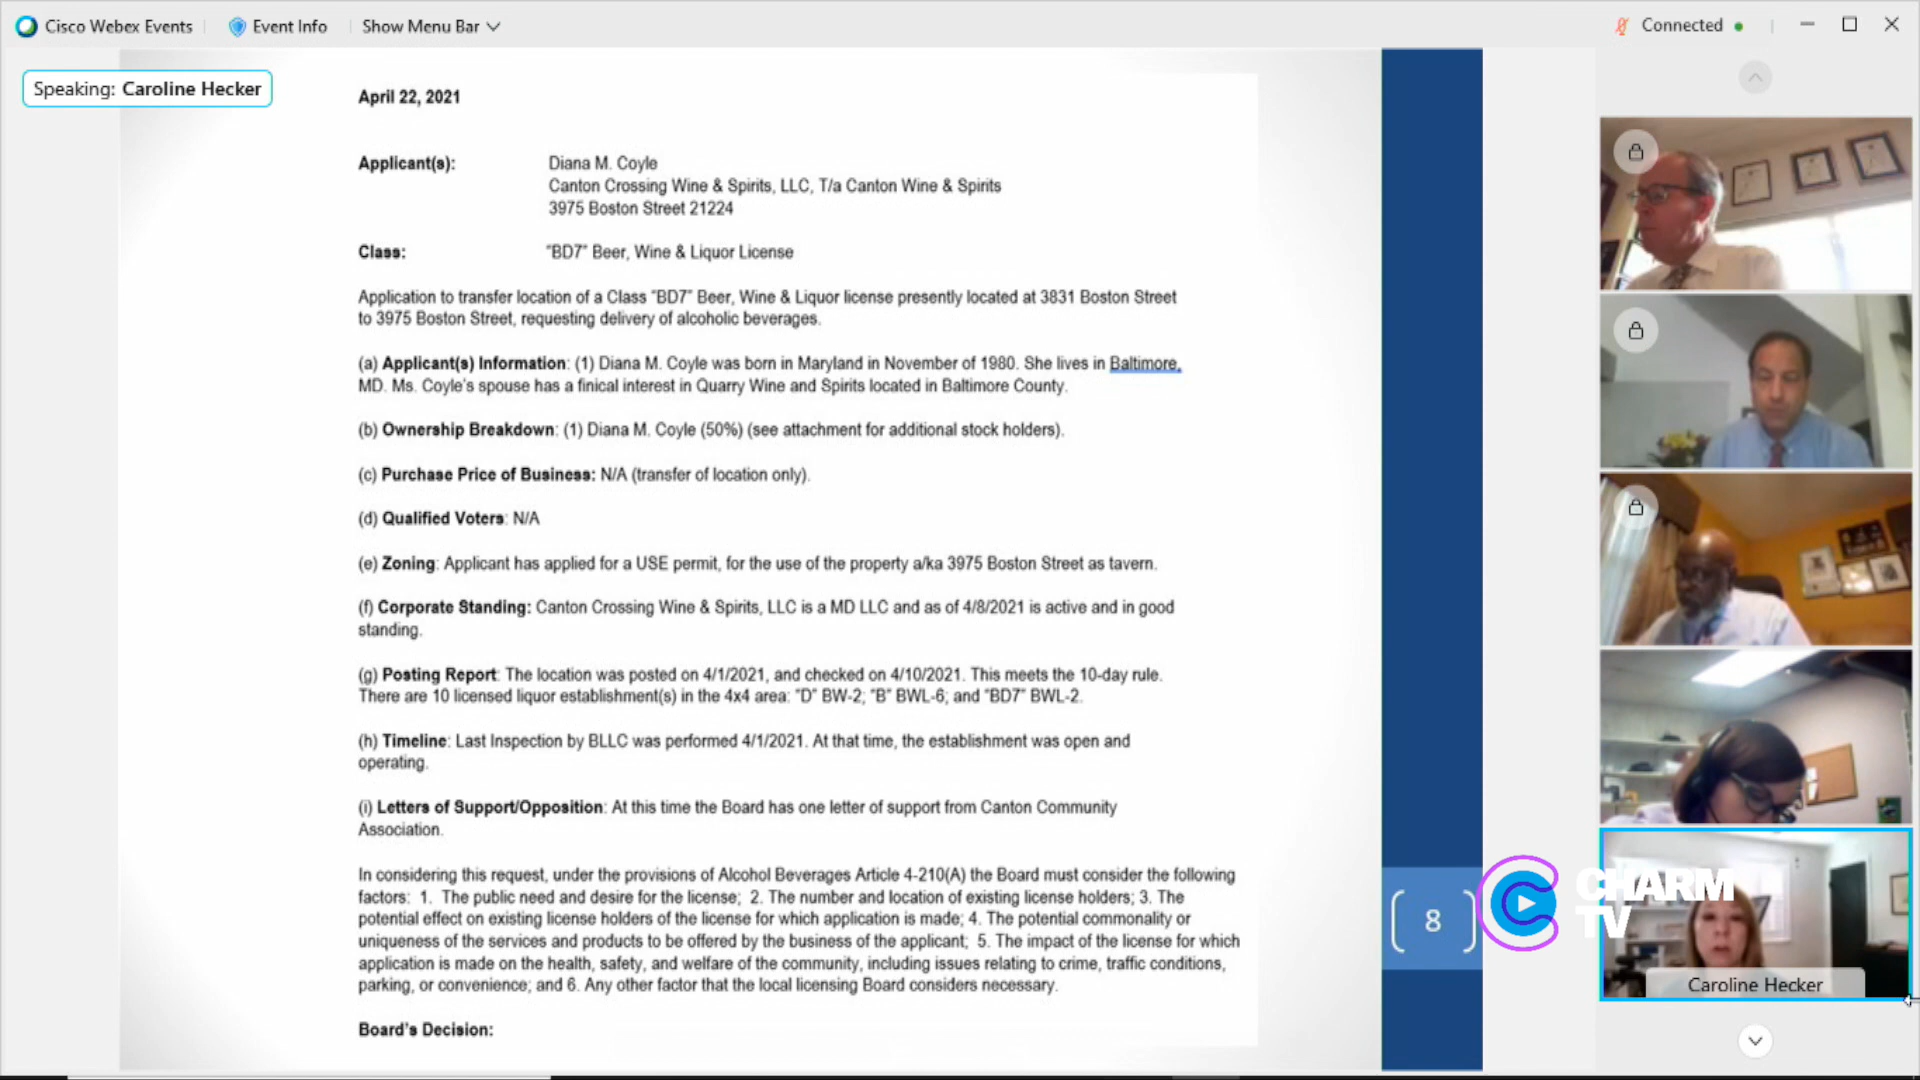 Cisco Webex Events
Event Info
Show Menu Bar
Connected
Speaking: Caroline Hecker
April 22, 2021
Applicant(s): Diana M. Coyle
Canton Crossing Wine & Spirits, LLC, T/a Canton Wine & Spirits
3975 Boston Street 21224
Class: "BD7" Beer, Wine & Liquor License
Application to transfer location of a Class "BD7" Beer, Wine & Liquor license presently located at 3831 Boston Street
to 3975 Boston Street, requesting delivery of alcoholic beverages.
(a) Applicant(s) Information: (1) Diana M. Coyle was born in Maryland in November of 1980. She lives in Baltimore,
MD. Ms. Coyle's spouse has a finical interest in Quarry Wine and Spirits located in Baltimore County.
(b) Ownership Breakdown: (1) Diana M. Coyle (50%) (see attachment for additional stock holders).
(c) Purchase Price of Business: N/A (transfer of location only).
(d) Qualified Voters: N/A
(e) Zoning: Applicant has applied for a USE permit, for the use of the property a/ka 3975 Boston Street as tavern.
(f) Corporate Standing: Canton Crossing Wine & Spirits, LLC is a MD LLC and as of 4/8/2021 is active and in good
standing.
(g) Posting Report: The location was posted on 4/1/2021, and checked on 4/10/2021. This meets the 10-day rule.
There are 10 licensed liquor establishment(s) in the 4x4 area: "D" BW-2; "B" BWL-6; and "BD7" BWL-2.
(h) Timeline: Last Inspection by BLLC was performed 4/1/2021. At that time, the establishment was open and
operating.
(i) Letters of Support/Opposition: At this time the Board has one letter of support from Canton Community
Association.
In considering this request, under the provisions of Alcohol Beverages Article 4-210(A) the Board must consider the following
factors: 1. The public need and desire for the license; 2. The number and location of existing license holders; 3. The
potential effect on existing license holders of the license for which application is made; 4. The potential commonality or
uniqueness of the services and products to be offered by the business of the applicant; 5. The impact of the license for which
application is made on the health, safety, and welfare of the community, including issues relating to crime, traffic conditions,
parking, or convenience; and 6. Any other factor that the local licensing Board considers necessary.
Board's Decision:
8
CHARM
TV
Caroline Hecker